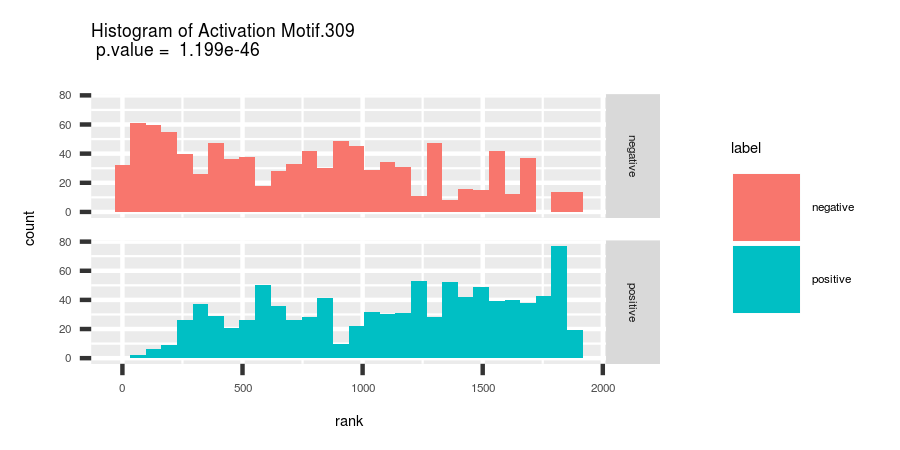 Histogram of Activation Motif.309
p.value = 1.199e-46
count
80
60
40
20
0
negative
80
60
40
20
0
positive
0 500 1000 1500 2000
rank
label
negative
positive